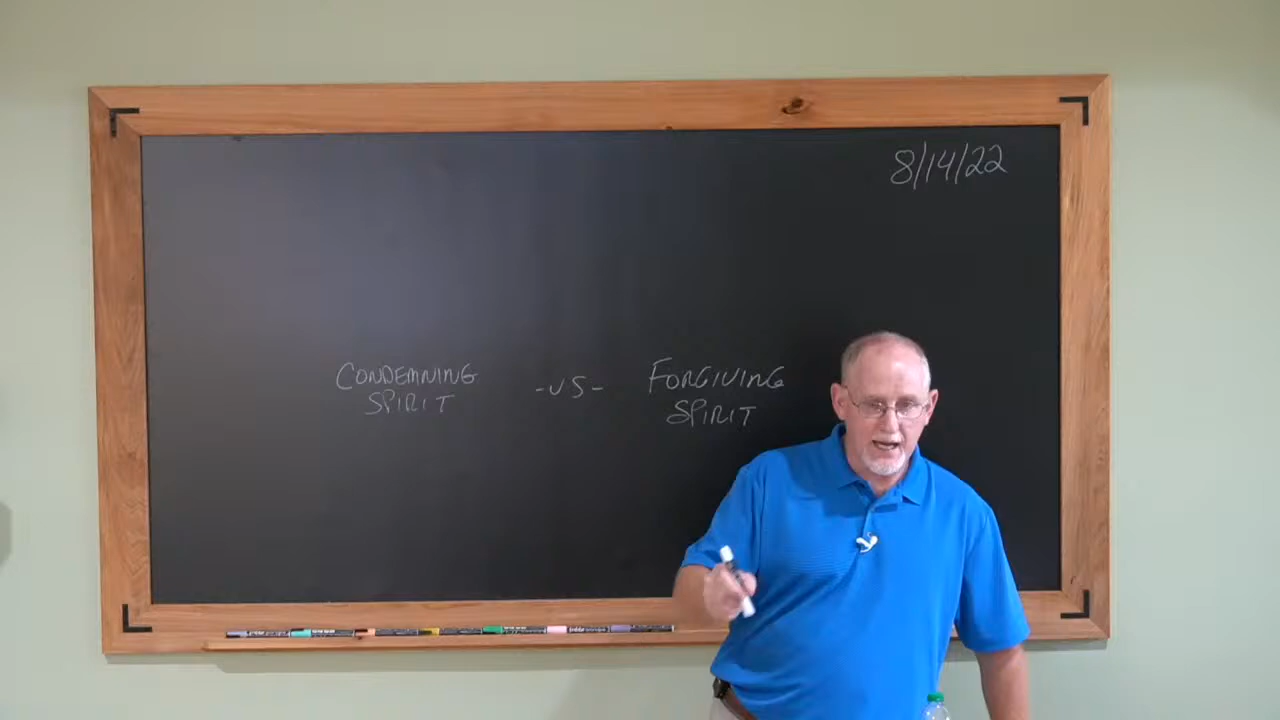 8/14/22
CONDEMNING
SPIRIT
-VS-
FORGIVING
SPIRIT